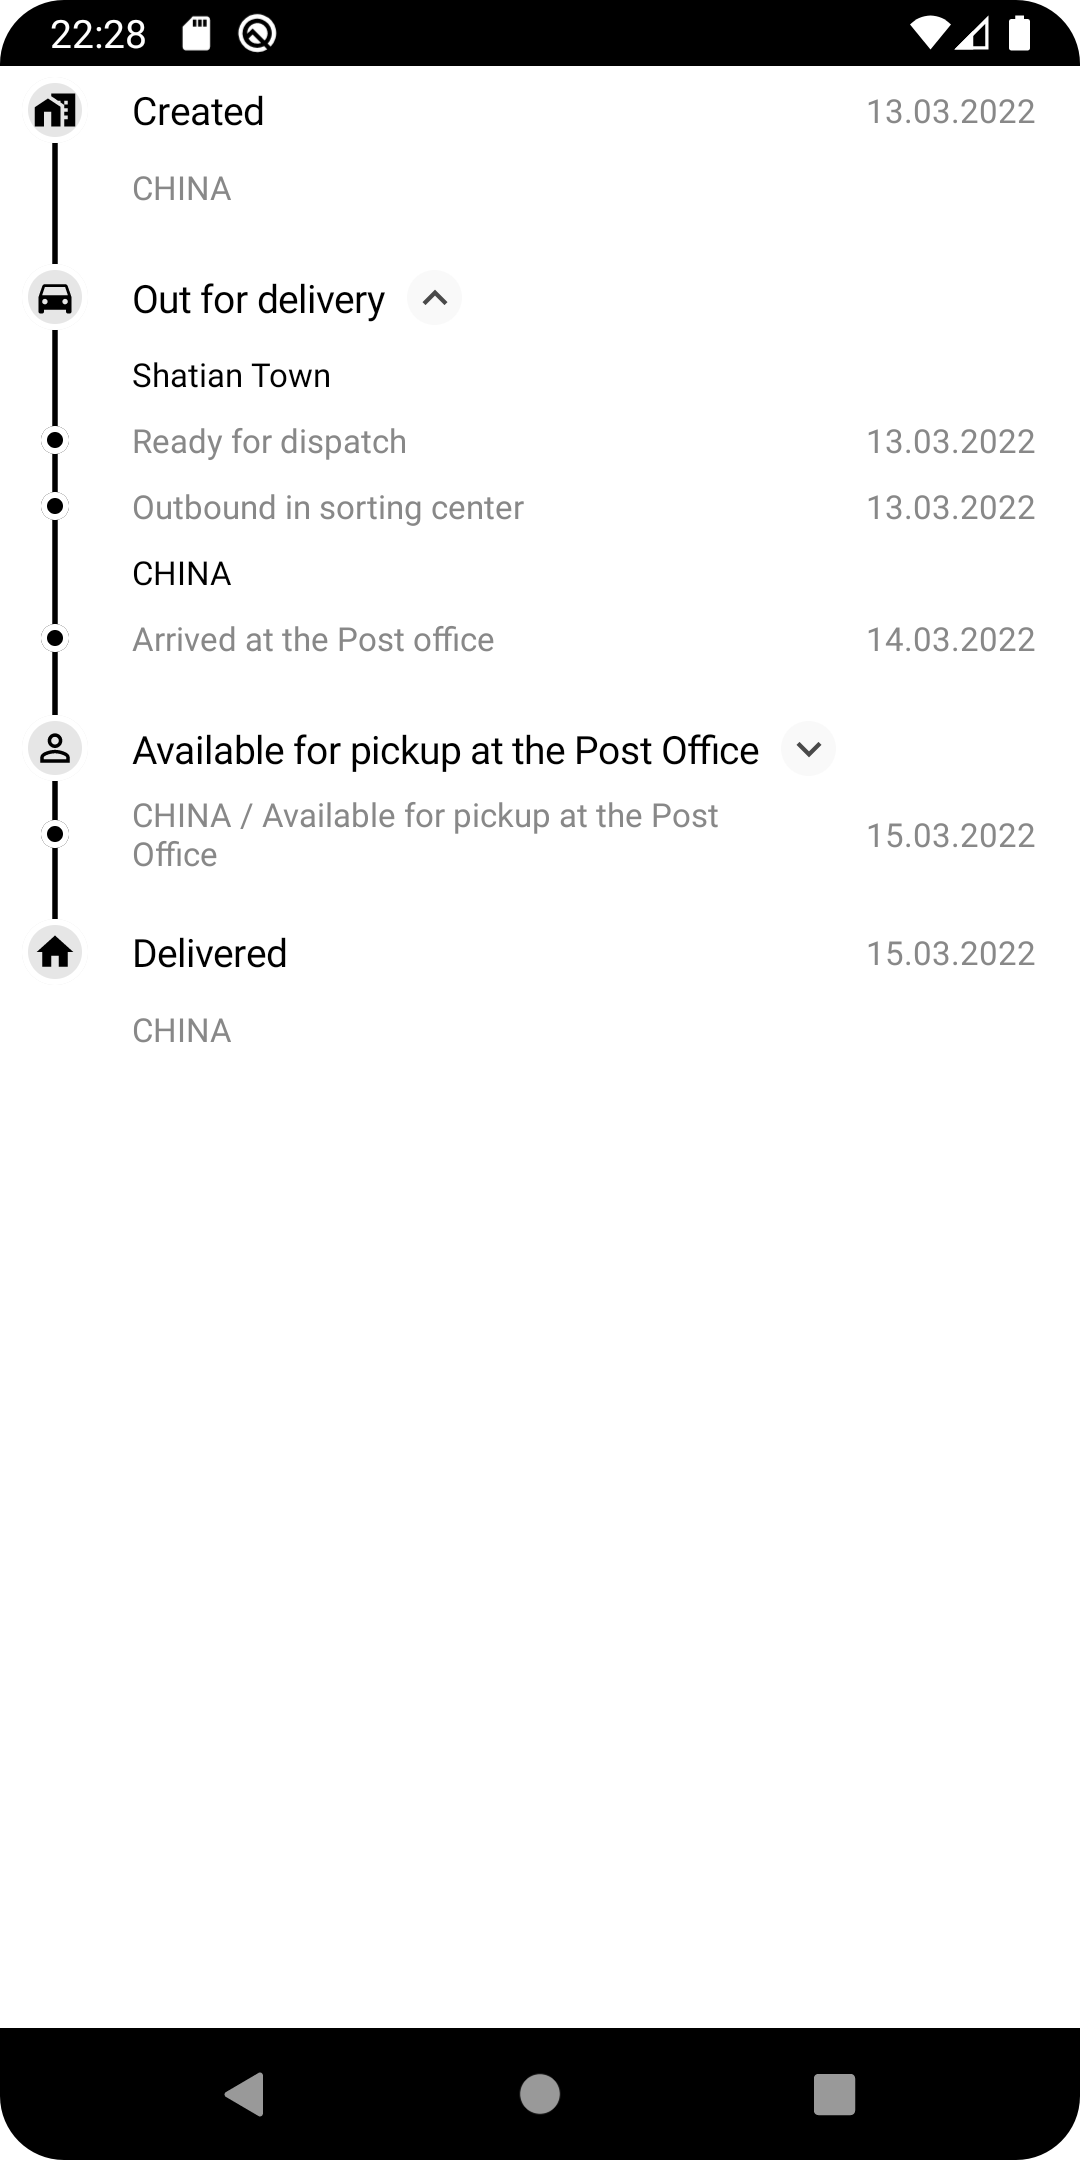 22:28
Created 13.03.2022
CHINA
Out for delivery
Shatian Town
Ready for dispatch 13.03.2022
Outbound in sorting center 13.03.2022
CHINA
Arrived at the Post office 14.03.2022
Available for pickup at the Post Office
CHINA / Available for pickup at the Post
Office
15.03.2022
Delivered 15.03.2022
CHINA